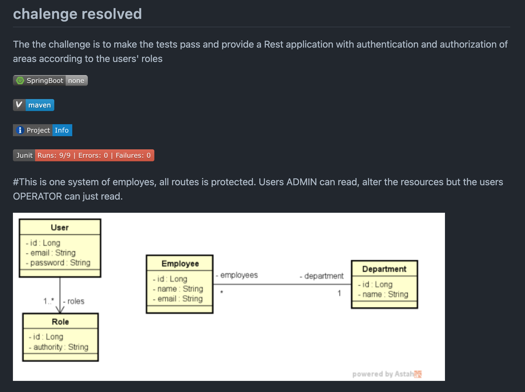 chalenge resolved
The the challenge is to make the tests pass and provide a Rest application with authentication and authorization of
areas according to the users' roles
SpringBoot none
maven
Project Info
Junit Runs: 9/9 | Errors: 0 | Failures: 0
#This is one system of employes, all routes is protected. Users ADMIN can read, alter the resources but the users
OPERATOR can just read.
User
- id : Long
- email : String
- password : String
1..* - roles
Role
- id : Long
- authority : String
Employee
- id : Long
- name : String
- email : String
- employees
*
- department
1
Department
- id : Long
- name : String
powered by Astah